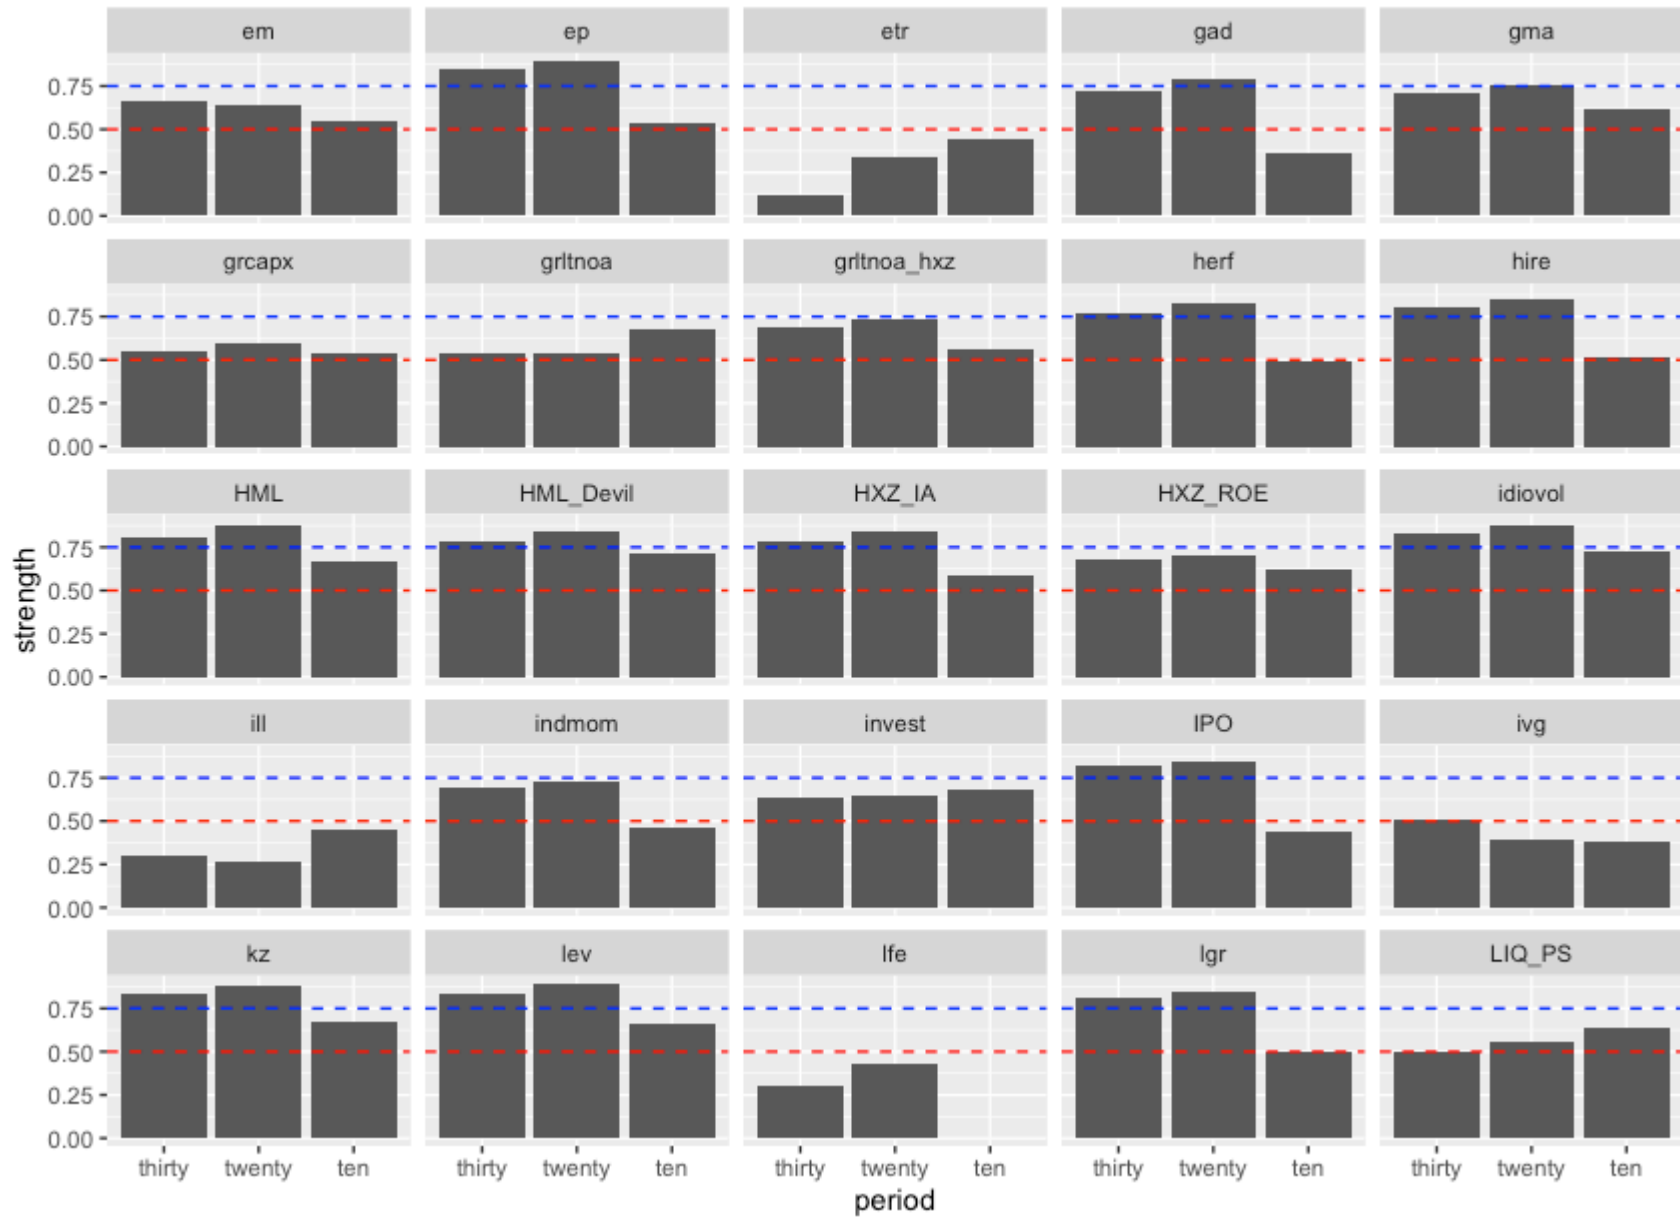 em ep etr gad gma
0.75
0.50
0.25
0.00
grcapx grltnoa grltnoa_hxz herf hire
0.75
0.50
0.25
0.00
HML HML_Devil HXZ_IA HXZ_ROE idiovol
0.75
0.50
0.25
0.00
strength
ill indmom invest IPO ivg
0.75
0.50
0.25
0.00
kz lev lfe lgr LIQ_PS
0.75
0.50
0.25
0.00
thirty twenty ten thirty twenty ten thirty twenty ten thirty twenty ten thirty twenty ten
period